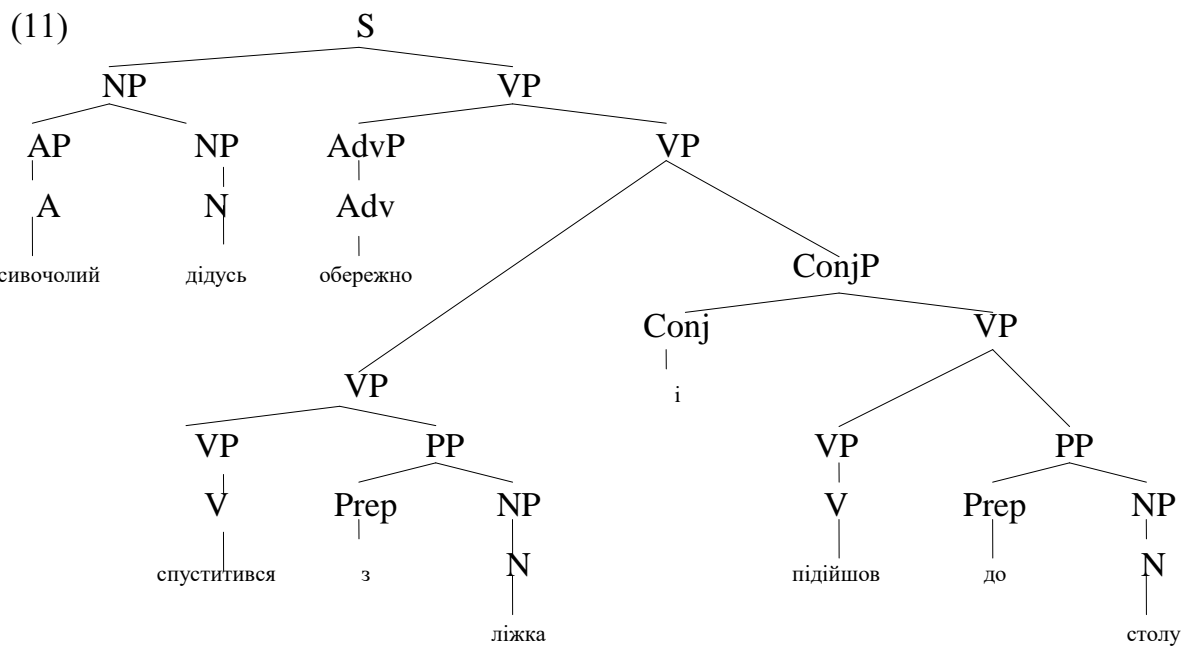 (11) S
NP VP
AP NP AdvP VP
A N Adv
сивочолий дідусь обережно
ConjP
Conj VP
і
VP
VP PP VP PP
V Prep NP V Prep NP
спуститився з N підійшов до N
ліжка столу